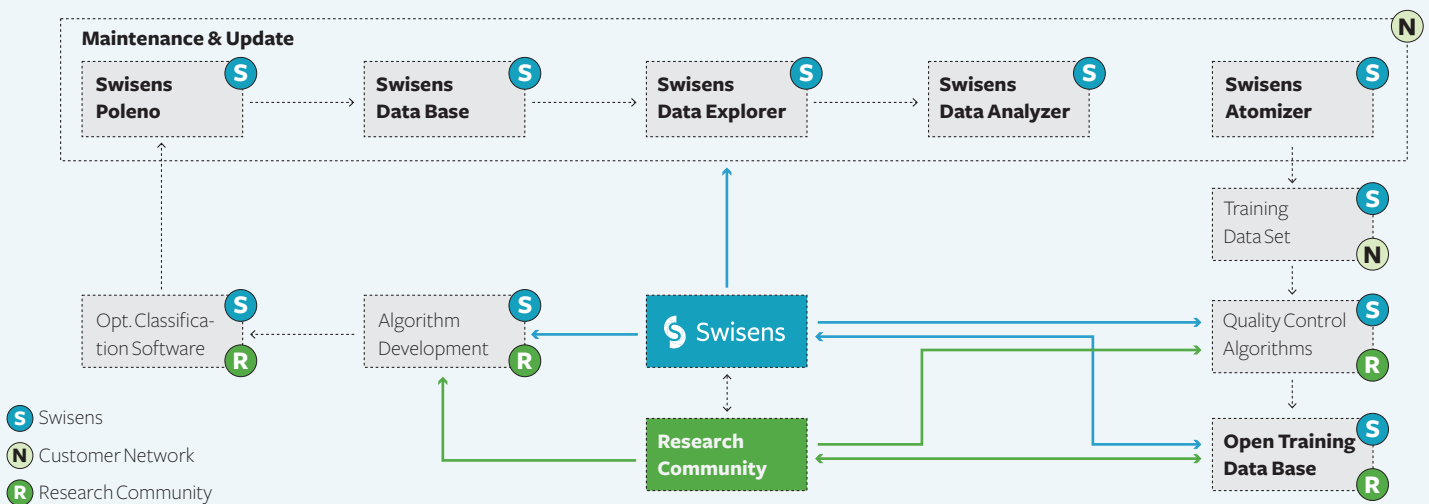 N
Maintenance & Update
S
S
S
S
S
Swisens
Poleno
Swisens
Data Base
Swisens
Data Explorer
Swisens
Data Analyzer
Swisens
Atomizer
Training
Data Set
S
N
Opt. Classifica-
tion Software
S
R
Algorithm
Development
S
R
Swisens
Quality Control
Algorithms
S
R
Research
Community
Open Training
Data Base
S
R
S Swisens
N Customer Network
R Research Community